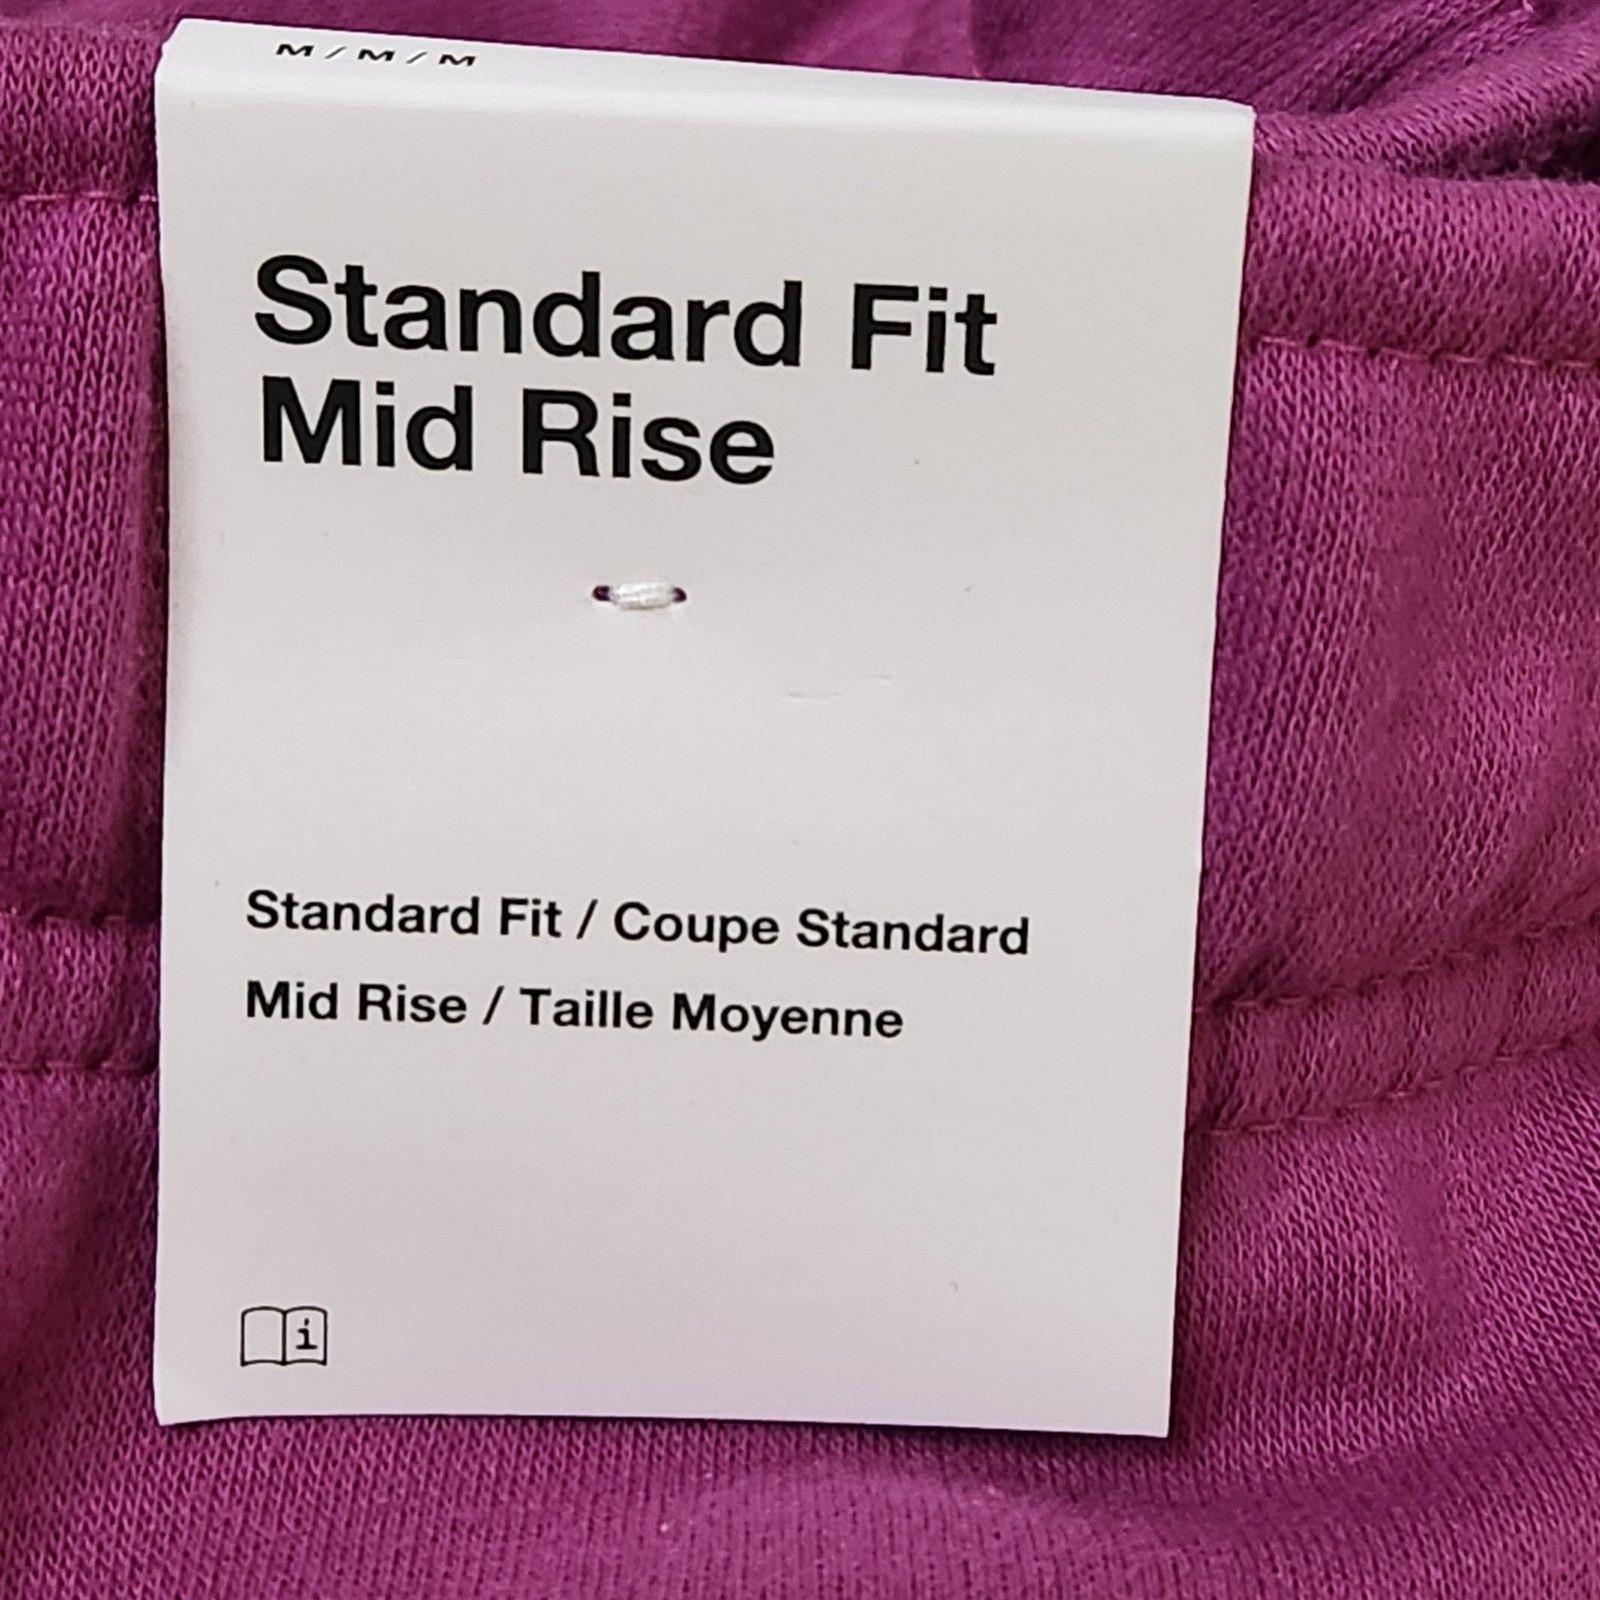 M / M / M
Standard Fit
Mid Rise
Standard Fit / Coupe Standard
Mid Rise / Taille Moyenne
i